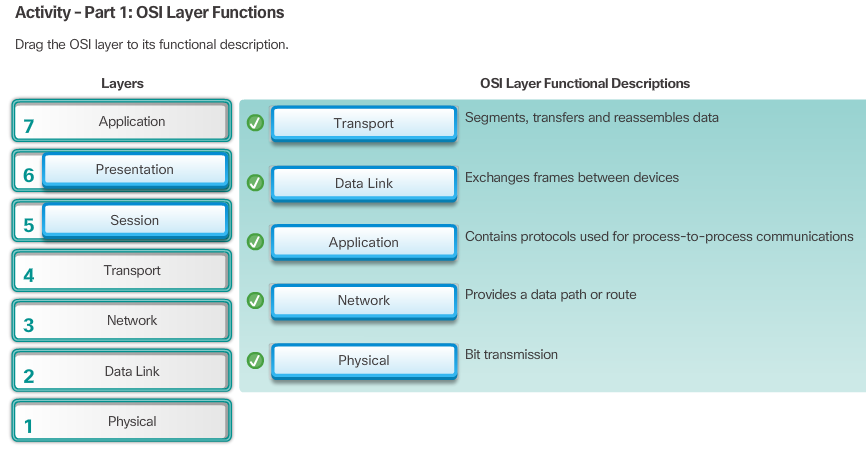 Activity - Part 1: OSI Layer Functions
Drag the OSI layer to its functional description.
Layers
OSI Layer Functional Descriptions
7 Application
6 Presentation
5 Session
4 Transport
3 Network
2 Data Link
1 Physical
Transport Segments, transfers and reassembles data
Data Link Exchanges frames between devices
Application Contains protocols used for process-to-process communications
Network Provides a data path or route
Physical Bit transmission